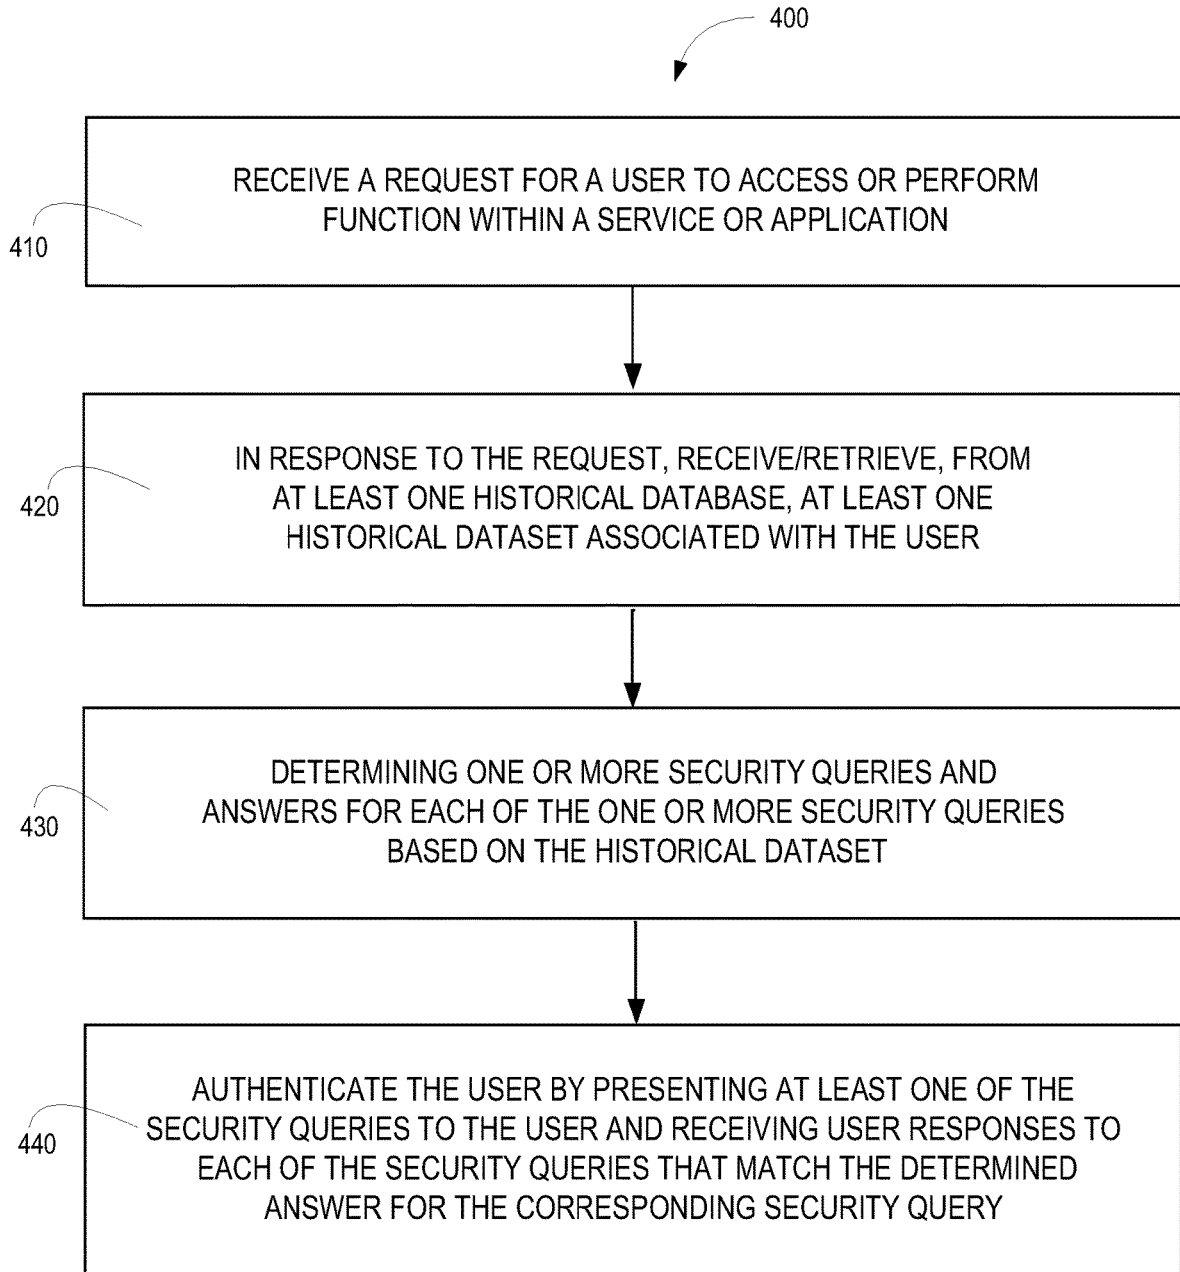 400
RECEIVE A REQUEST FOR A USER TO ACCESS OR PERFORM
FUNCTION WITHIN A SERVICE OR APPLICATION
410
IN RESPONSE TO THE REQUEST, RECEIVE/RETRIEVE, FROM
AT LEAST ONE HISTORICAL DATABASE, AT LEAST ONE
HISTORICAL DATASET ASSOCIATED WITH THE USER
420
DETERMINING ONE OR MORE SECURITY QUERIES AND
ANSWERS FOR EACH OF THE ONE OR MORE SECURITY QUERIES
BASED ON THE HISTORICAL DATASET
430
AUTHENTICATE THE USER BY PRESENTING AT LEAST ONE OF THE
SECURITY QUERIES TO THE USER AND RECEIVING USER RESPONSES TO
EACH OF THE SECURITY QUERIES THAT MATCH THE DETERMINED
ANSWER FOR THE CORRESPONDING SECURITY QUERY
440